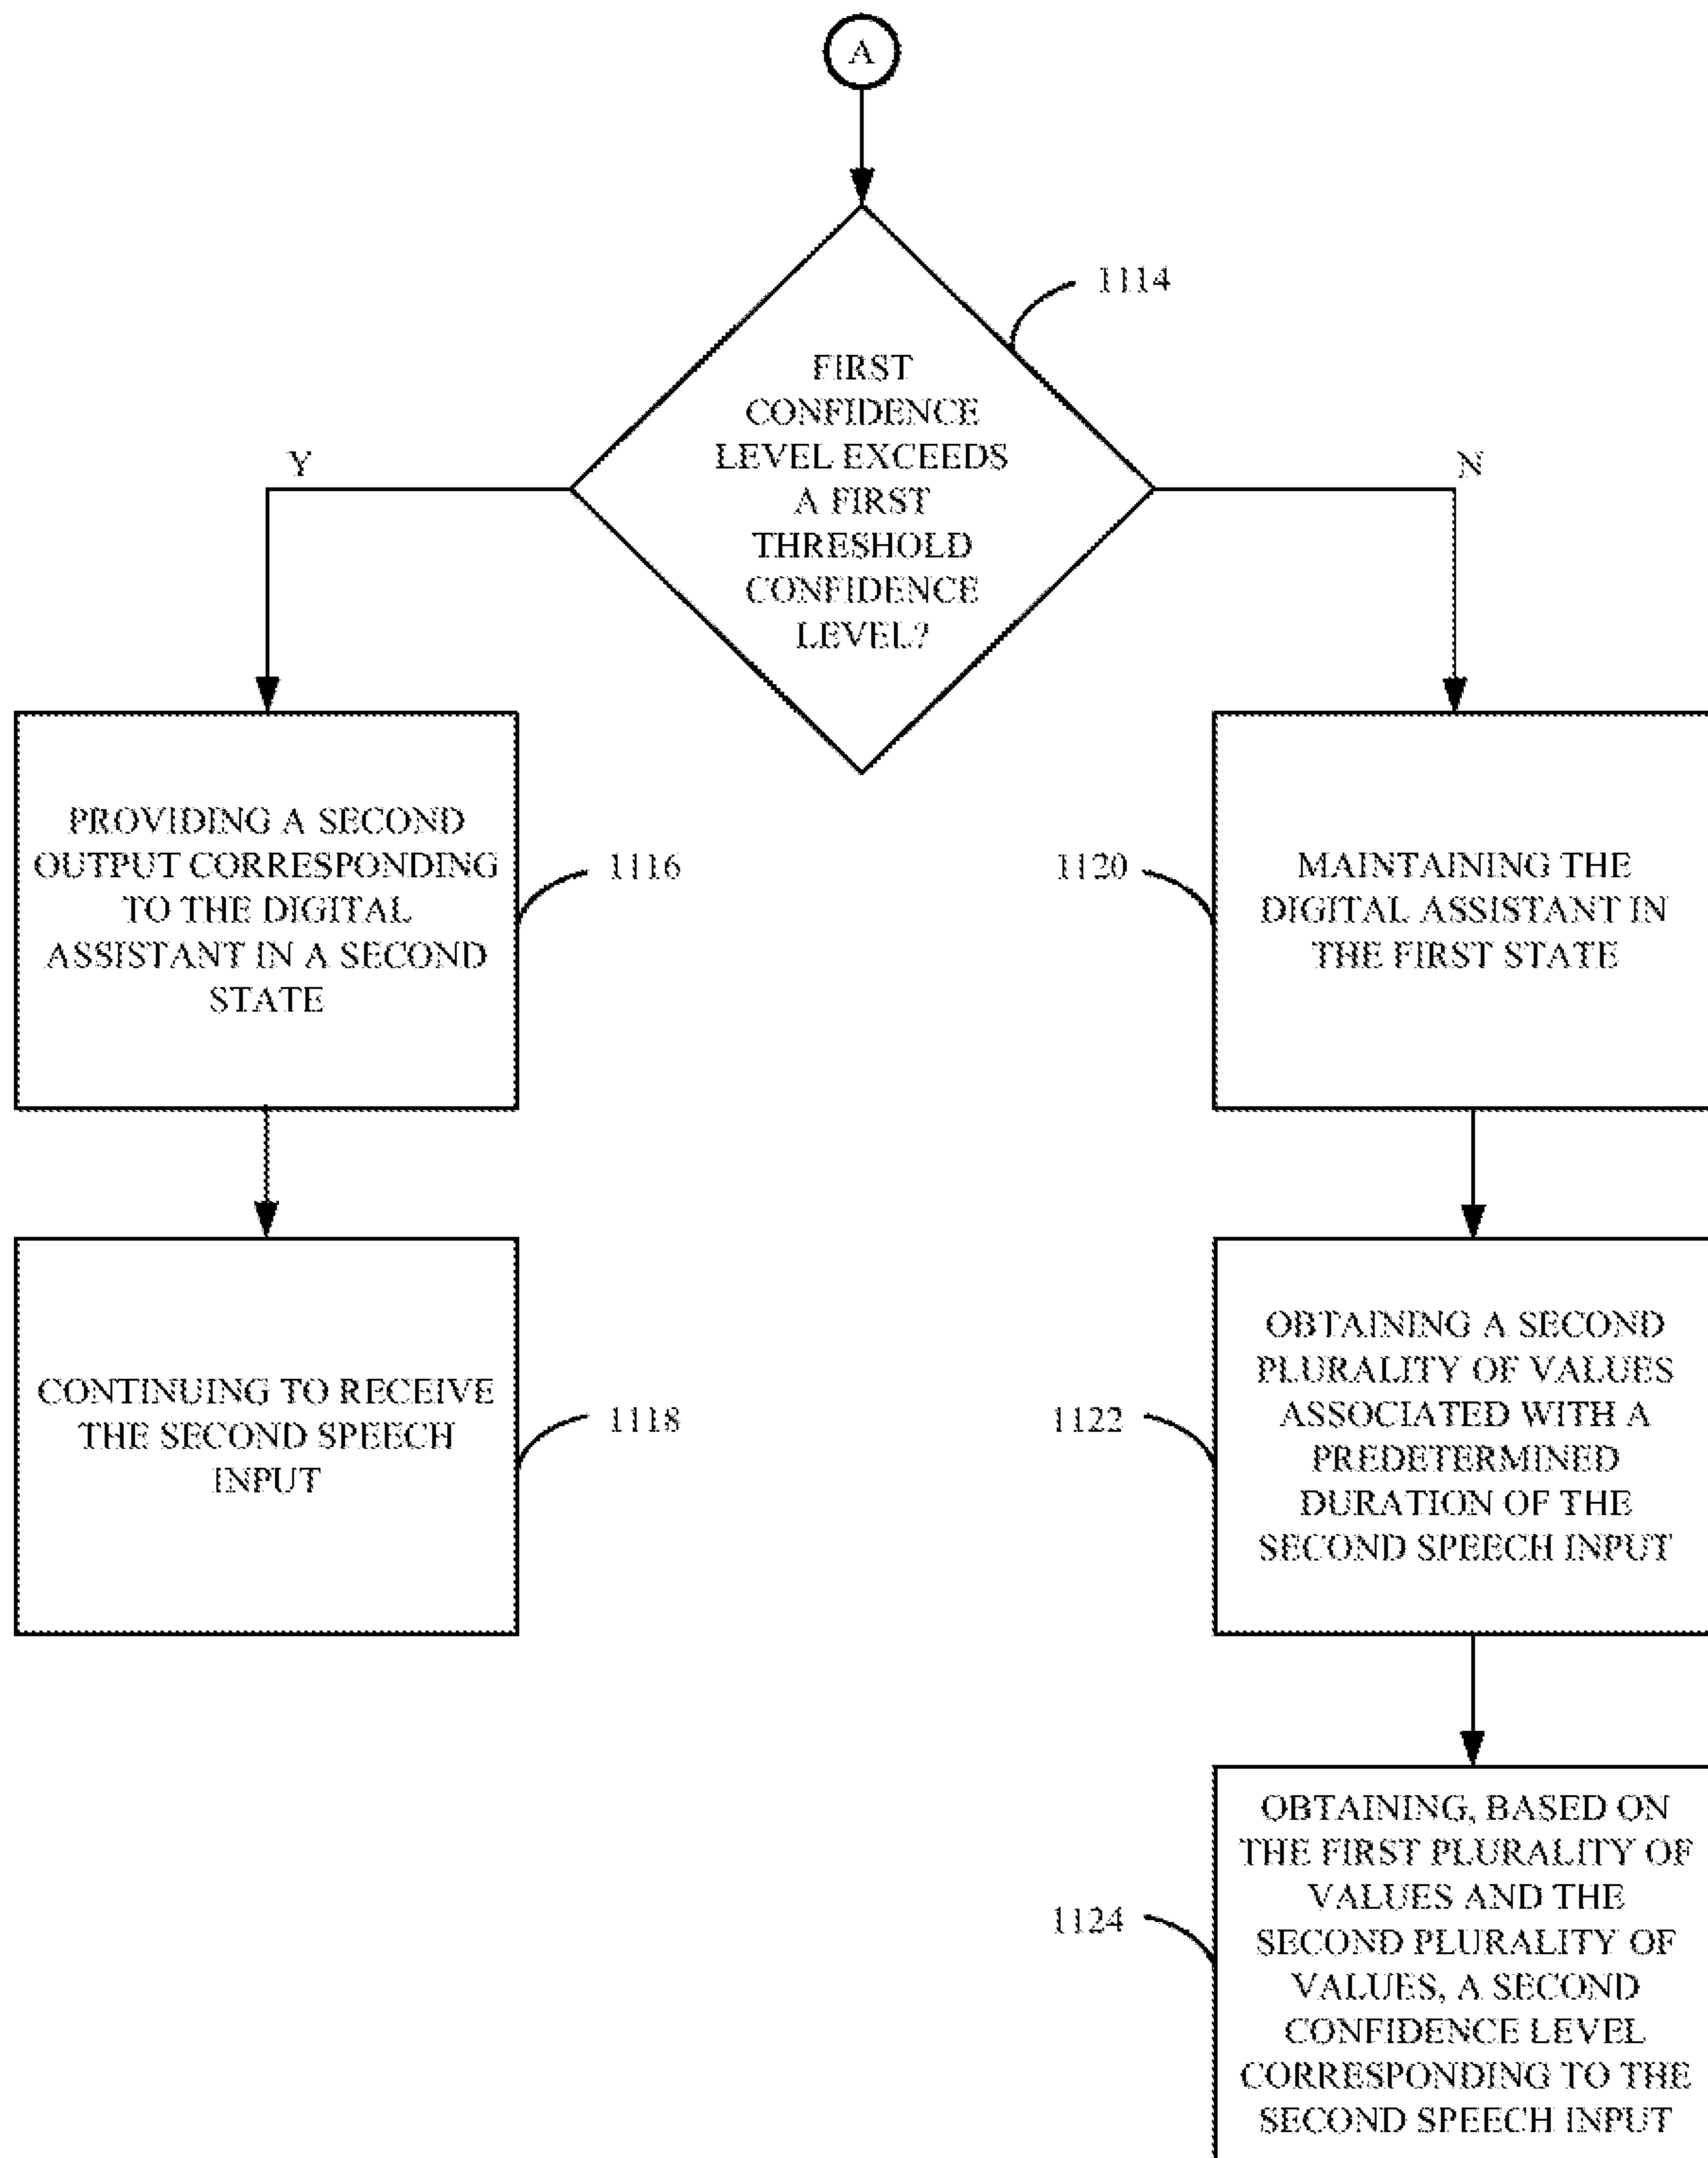 A
1114
FIRST
CONFIDENCE
LEVEL EXCEEDS
A FIRST
THRESHOLD
CONFIDENCE
LEVEL?
Y
N
PROVIDING A SECOND
OUTPUT CORRESPONDING
TO THE DIGITAL
ASSISTANT IN A SECOND
STATE
1116
1120
MAINTAINING THE
DIGITAL ASSISTANT IN
THE FIRST STATE
CONTINUING TO RECEIVE
THE SECOND SPEECH
INPUT
1118
1122
OBTAINING A SECOND
PLURALITY OF VALUES
ASSOCIATED WITH A
PREDETERMINED
DURATION OF THE
SECOND SPEECH INPUT
1124
OBTAINING, BASED ON
THE FIRST PLURALITY OF
VALUES AND THE
SECOND PLURALITY OF
VALUES, A SECOND
CONFIDENCE LEVEL
CORRESPONDING TO THE
SECOND SPEECH INPUT